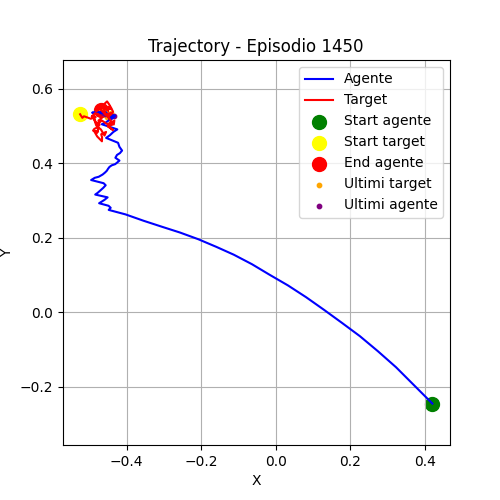 Trajectory - Episodio 1450
Agente
Target
Start agente
Start target
End agente
Ultimi target
Ultimi agente
0.6
0.4
0.2
0.0
−0.2
Y
−0.4
−0.2
0.0
0.2
0.4
X